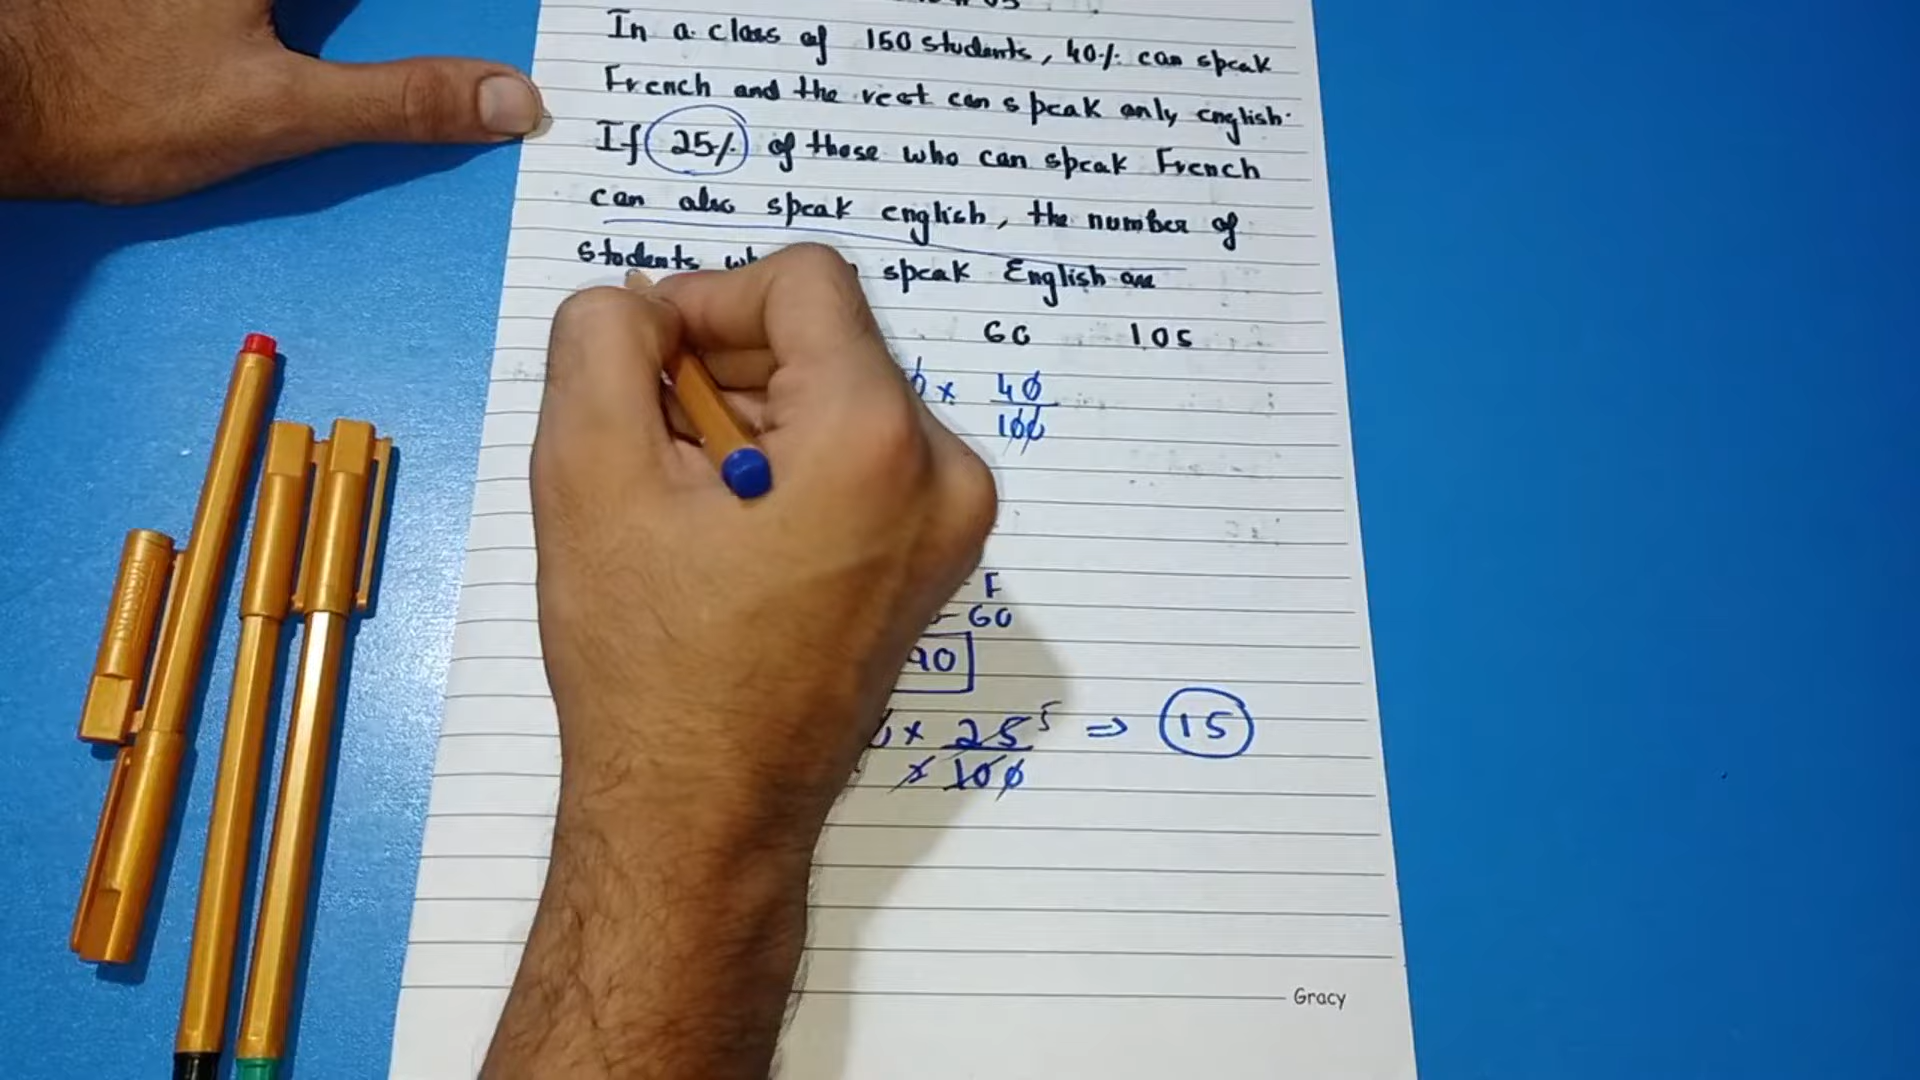 In a class of 150 students, 40% can speak
French and the rest can speak only english.
If 25% of those who can speak French
can also speak english, the number of
students speak English are
60 105
× 40
100
- F
- 60
90
× 25 5 ⇒ 15
× 100
Gracy